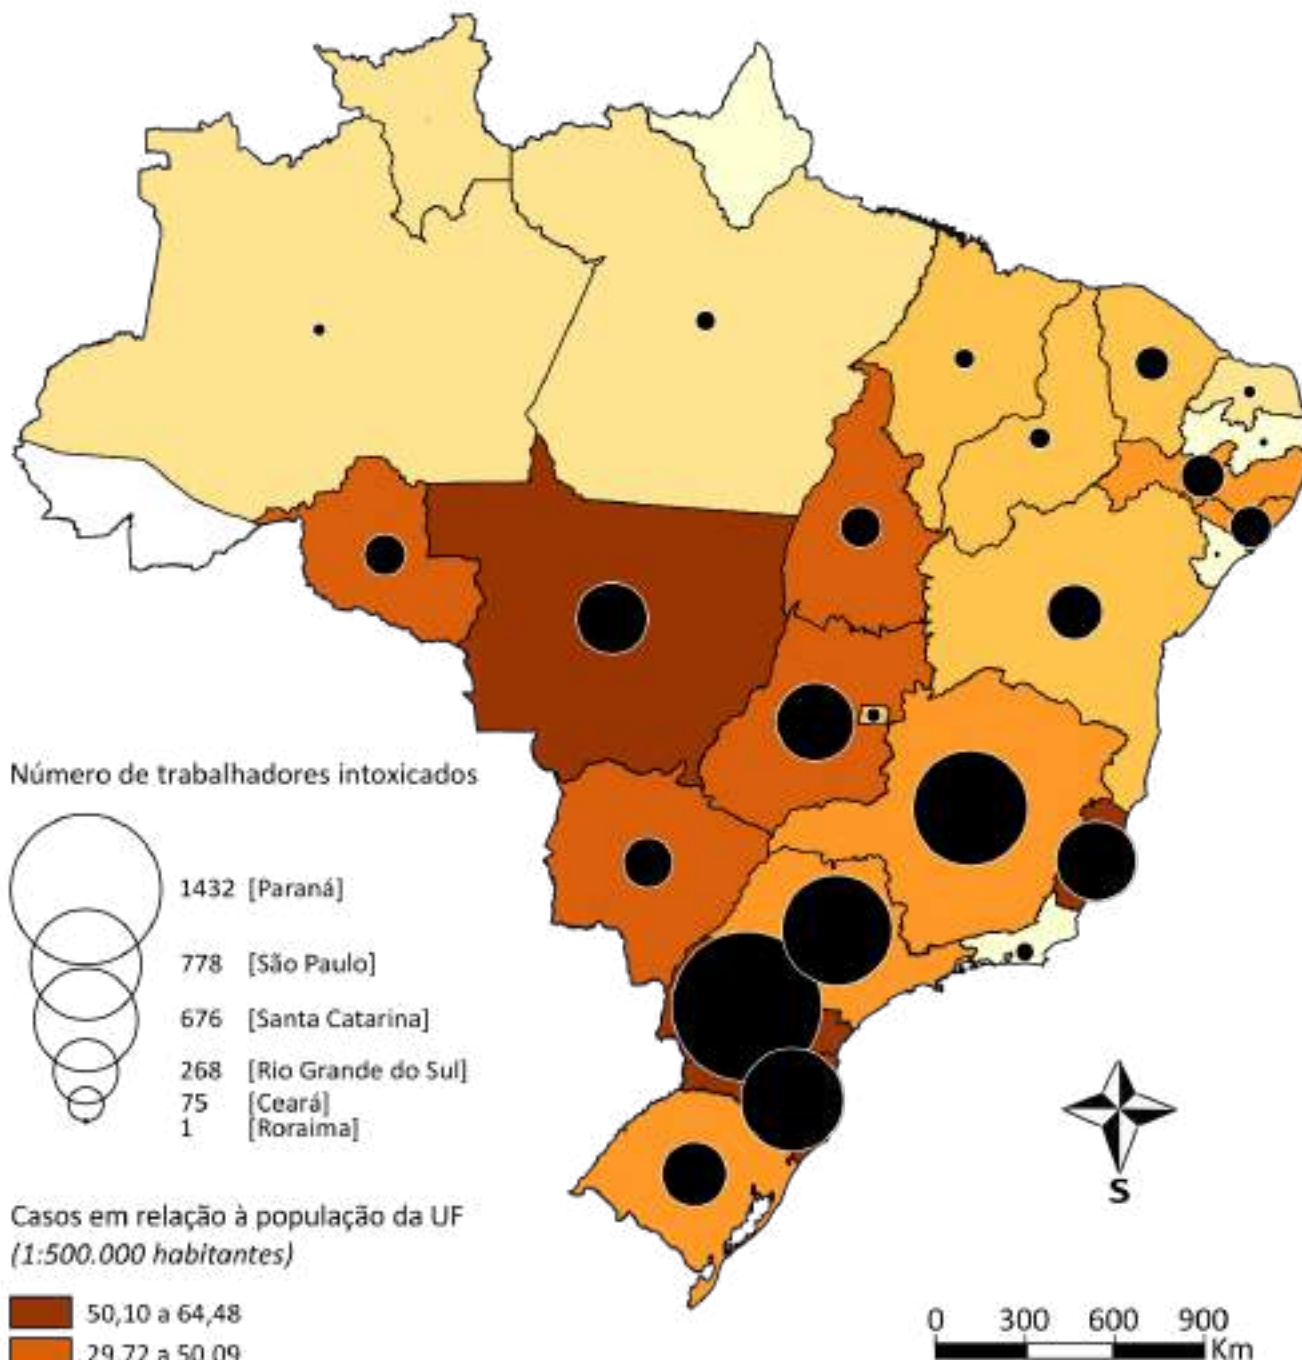 Número de trabalhadores intoxicados
1432 [Paraná]
778 [São Paulo]
676 [Santa Catarina]
268 [Rio Grande do Sul]
75 [Ceará]
1 [Roraima]
S
Casos em relação à população da UF
(1:500.000 habitantes)
50,10 a 64,48
29,72 a 50,09
0 300 600 900
Km